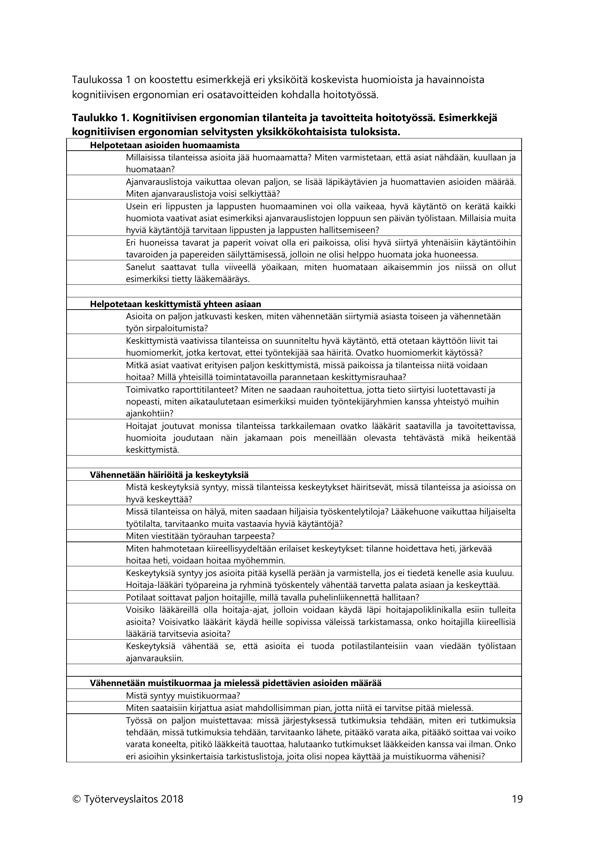 Taulukossa 1 on koostettu esimerkkejä eri yksiköitä koskevista huomioista ja havainnoista
kognitiivisen ergonomian eri osatavoitteiden kohdalla hoitotyössä.
Taulukko 1. Kognitiivisen ergonomian tilanteita ja tavoitteita hoitotyössä. Esimerkkejä
kognitiivisen ergonomian selvitysten yksikkökohtaisista tuloksista.
Helpotetaan asioiden huomaamista
Millaisissa tilanteissa asioita jää huomaamatta? Miten varmistetaan, että asiat nähdään, kuullaan ja
huomataan?
Ajanvarauslistoja vaikuttaa olevan paljon, se lisää läpikäytävien ja huomattavien asioiden määrää.
Miten ajanvarauslistoja voisi selkiyttää?
Usein eri lippusten ja lappusten huomaaminen voi olla vaikeaa, hyvä käytäntö on kerätä kaikki
huomiota vaativat asiat esimerkiksi ajanvarauslistojen loppuun sen päivän työlistaan. Millaisia muita
hyviä käytäntöjä tarvitaan lippusten ja lappusten hallitsemiseen?
Eri huoneissa tavarat ja paperit voivat olla eri paikoissa, olisi hyvä siirtyä yhtenäisiin käytäntöihin
tavaroiden ja papereiden säilyttämisessä, jolloin ne olisi helppo huomata joka huoneessa.
Sanelut saattavat tulla viiveellä yöaikaan, miten huomataan aikaisemmin jos niissä on ollut
esimerkiksi tietty lääkemääräys.
Helpotetaan keskittymistä yhteen asiaan
Asioita on paljon jatkuvasti kesken, miten vähennetään siirtymiä asiasta toiseen ja vähennetään
työn sirpaloitumista?
Keskittymistä vaativissa tilanteissa on suunniteltu hyvä käytäntö, että otetaan käyttöön liivit tai
huomiomerkit, jotka kertovat, ettei työntekijää saa häiritä. Ovatko huomiomerkit käytössä?
Mitkä asiat vaativat erityisen paljon keskittymistä, missä paikoissa ja tilanteissa niitä voidaan
hoitaa? Millä yhteisillä toimintatavoilla parannetaan keskittymisrauhaa?
Toimivatko raporttitilanteet? Miten ne saadaan rauhoitettua, jotta tieto siirtyisi luotettavasti ja
nopeasti, miten aikataulutetaan esimerkiksi muiden työntekijäryhmien kanssa yhteistyö muihin
ajankohtiin?
Hoitajat joutuvat monissa tilanteissa tarkkailemaan ovatko lääkärit saatavilla ja tavoitettavissa,
huomioita joudutaan näin jakamaan pois meneillään olevasta tehtävästä mikä heikentää
keskittymistä.
Vähennetään häiriöitä ja keskeytyksiä
Mistä keskeytyksiä syntyy, missä tilanteissa keskeytykset häiritsevät, missä tilanteissa ja asioissa on
hyvä keskeyttää?
Missä tilanteissa on hälyä, miten saadaan hiljaisia työskentelytiloja? Lääkehuone vaikuttaa hiljaiselta
työtilalta, tarvitaanko muita vastaavia hyviä käytäntöjä?
Miten viestitään työrauhan tarpeesta?
Miten hahmotetaan kiireellisyydeltään erilaiset keskeytykset: tilanne hoidettava heti, järkevää
hoitaa heti, voidaan hoitaa myöhemmin.
Keskeytyksiä syntyy jos asioita pitää kysellä perään ja varmistella, jos ei tiedetä kenelle asia kuuluu.
Hoitaja-lääkäri työpareina ja ryhminä työskentely vähentää tarvetta palata asiaan ja keskeyttää.
Potilaat soittavat paljon hoitajille, millä tavalla puhelinliikennettä hallitaan?
Voisiko lääkäreillä olla hoitaja-ajat, jolloin voidaan käydä läpi hoitajapoliklinikalla esiin tulleita
asioita? Voisivatko lääkärit käydä heille sopivissa väleissä tarkistamassa, onko hoitajilla kiireellisiä
lääkäriä tarvitsevia asioita?
Keskeytyksiä vähentää se, että asioita ei tuoda potilastilanteisiin vaan viedään työlistaan
ajanvarauksiin.
Vähennetään muistikuormaa ja mielessä pidettävien asioiden määrää
Mistä syntyy muistikuormaa?
Miten saataisiin kirjattua asiat mahdollisimman pian, jotta niitä ei tarvitse pitää mielessä.
Työssä on paljon muistettavaa: missä järjestyksessä tutkimuksia tehdään, miten eri tutkimuksia
tehdään, missä tutkimuksia tehdään, tarvitaanko lähete, pitääkö varata aika, pitääkö soittaa vai voiko
varata koneelta, pitikö lääkkeitä tauottaa, halutaanko tutkimukset lääkkeiden kanssa vai ilman. Onko
eri asioihin yksinkertaisia tarkistuslistoja, joita olisi nopea käyttää ja muistikuorma vähenisi?
© Työterveyslaitos 2018
19